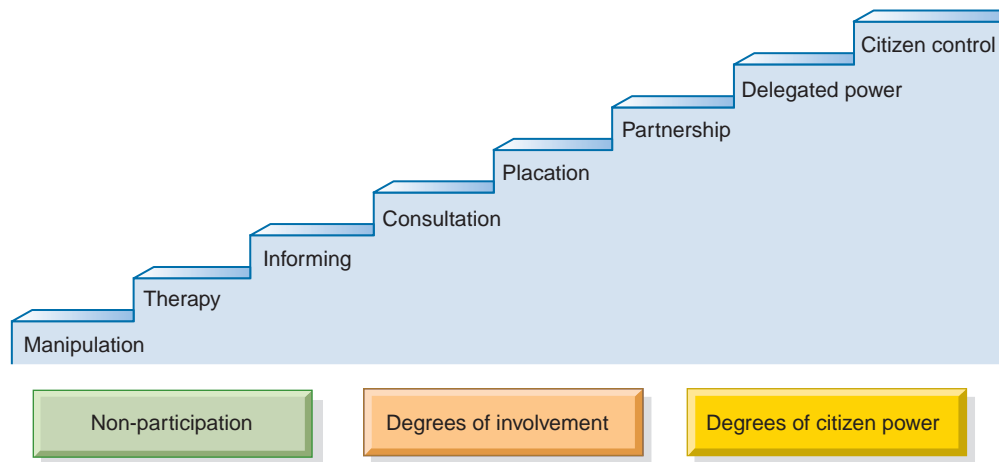 Citizen control
Delegated power
Partnership
Placation
Consultation
Informing
Therapy
Manipulation
Non-participation
Degrees of involvement
Degrees of citizen power